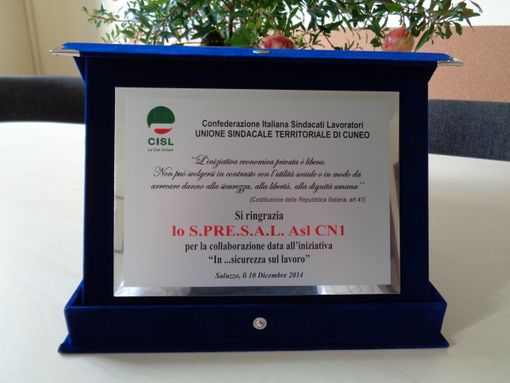 CISL
La Cisl Cuneo
Confederazione Italiana Sindacati Lavoratori
UNIONE SINDACALE TERRITORIALE DI CUNEO
"L'iniziativa economica privata è libera.
Non può svolgersi in contrasto con l'utilità sociale o in modo da
arrecare danno alla sicurezza, alla libertà, alla dignità umana"
(Costituzione della Repubblica Italiana, art.41)
Si ringrazia
lo S.PRE.S.A.L. Asl CN1
per la collaborazione data all'iniziativa
"In ...sicurezza sul lavoro"
Saluzzo, lì 10 Dicembre 2014